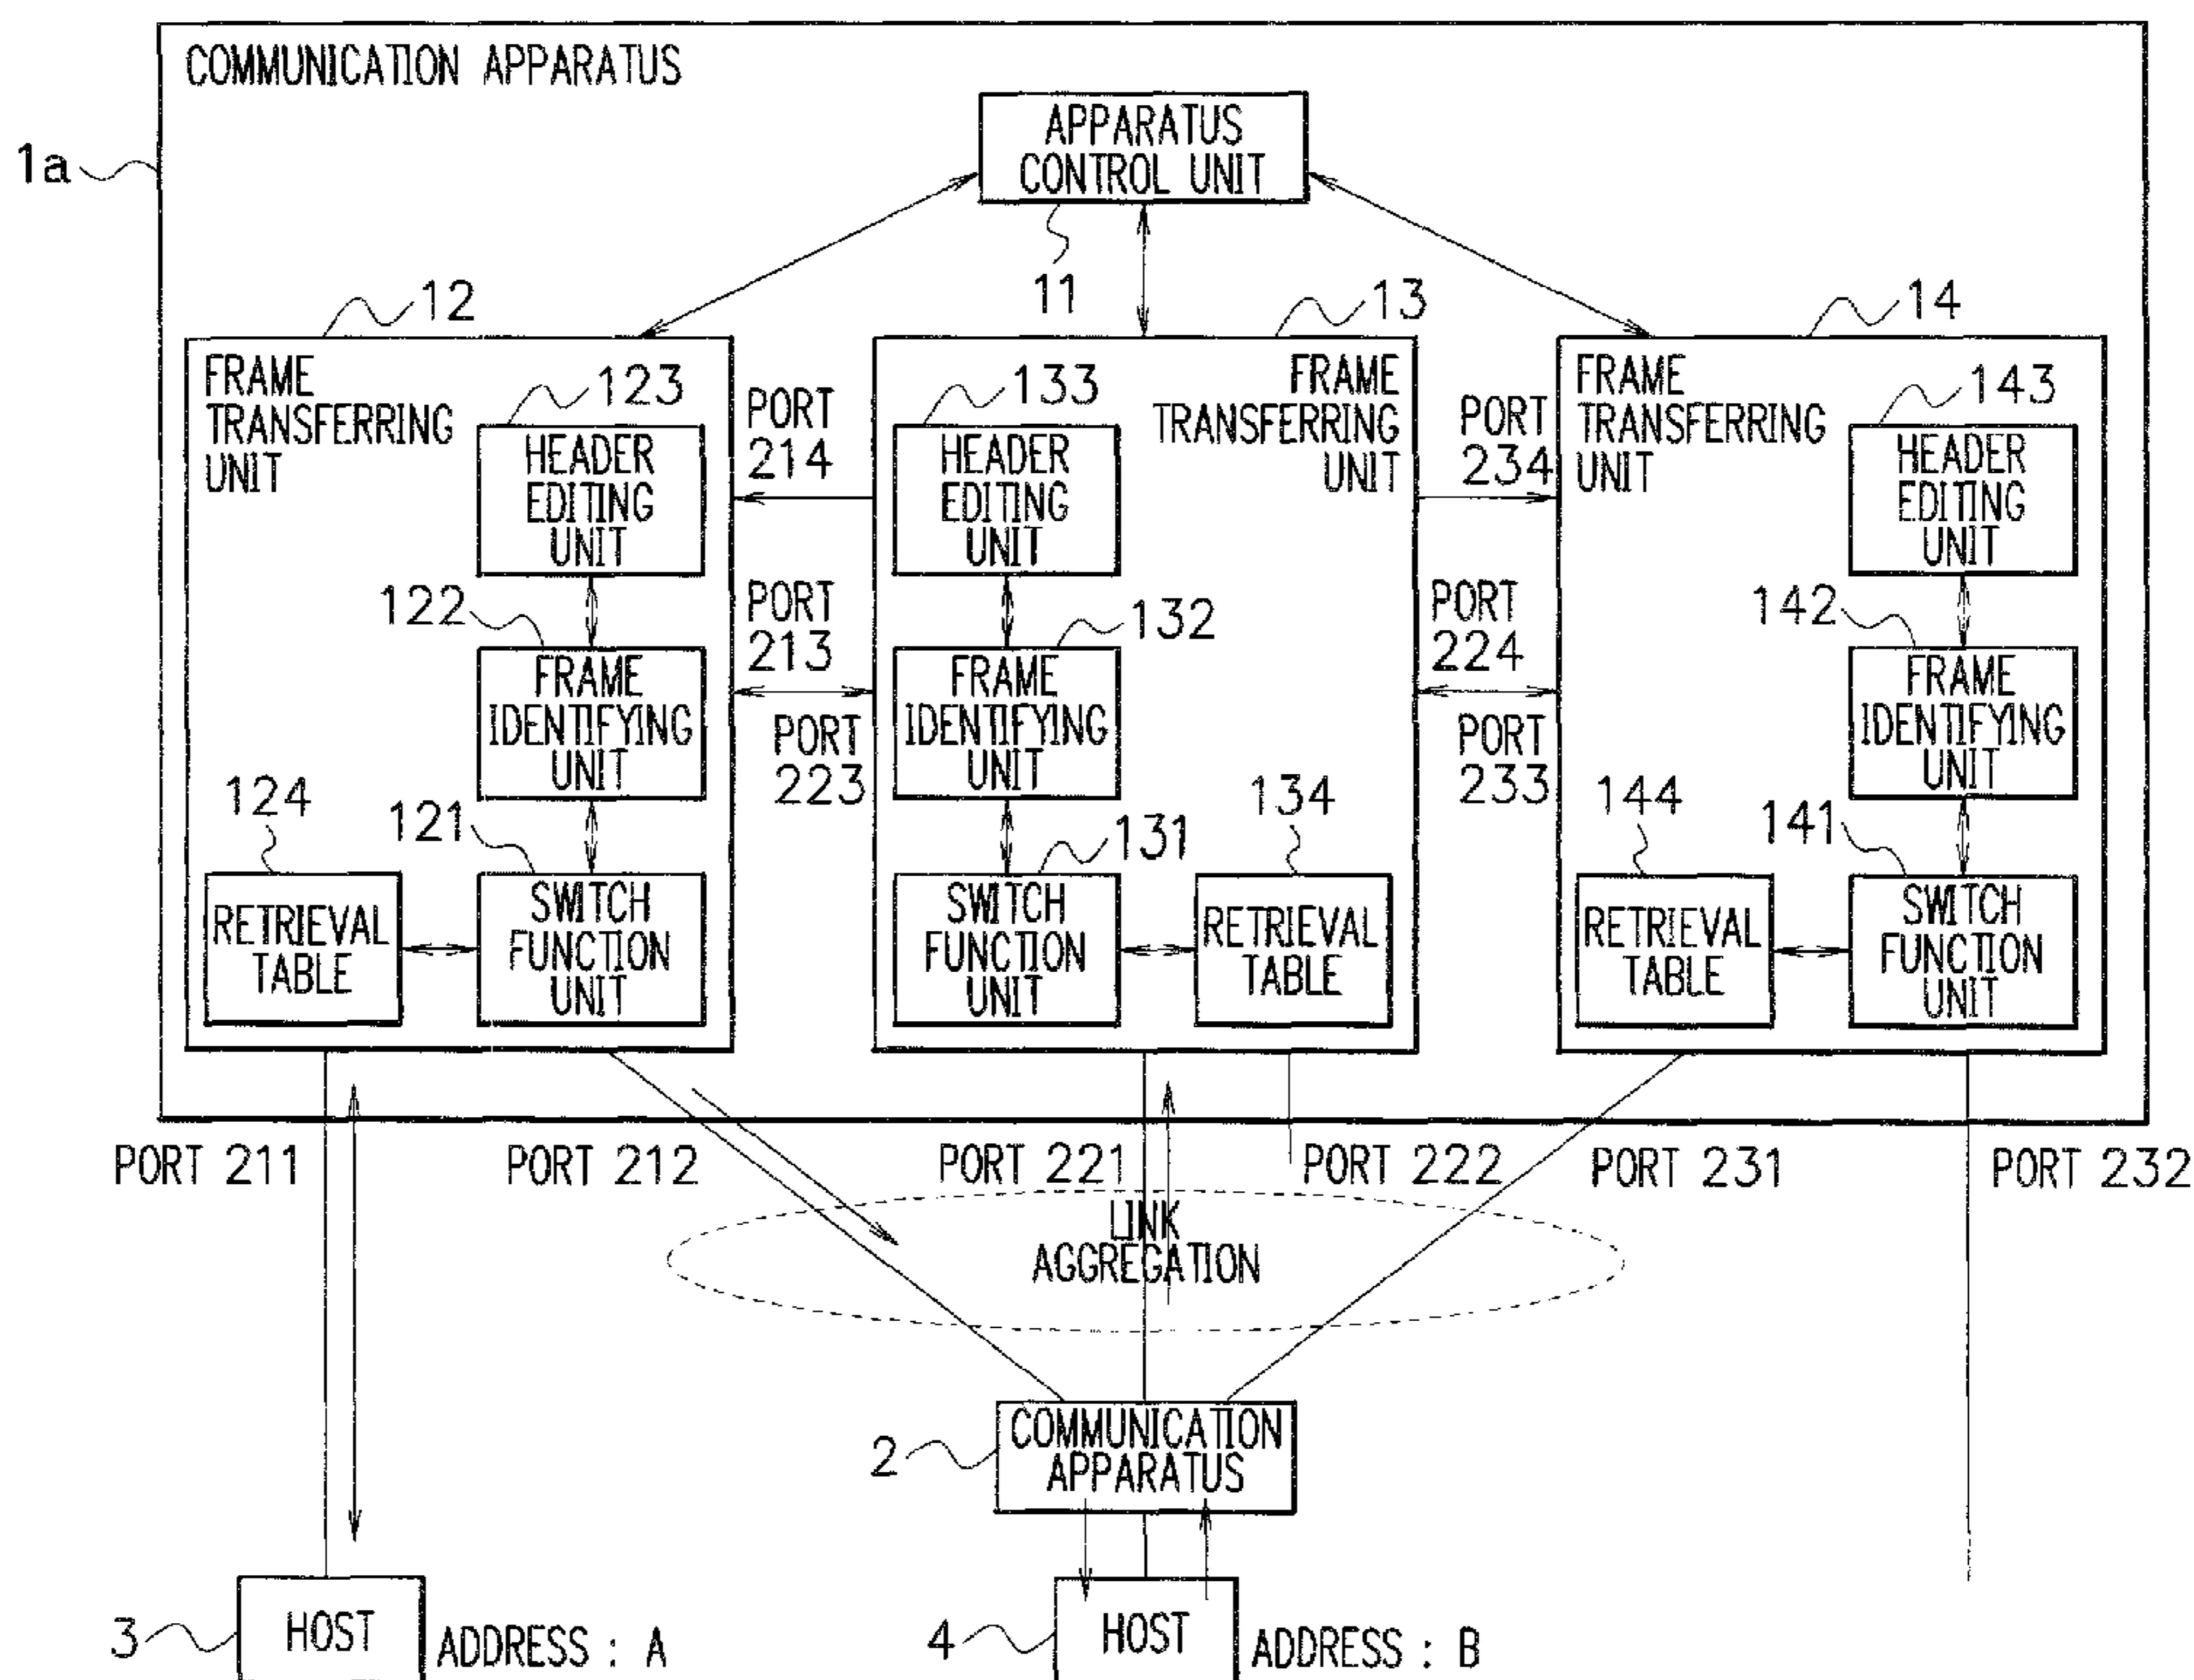 COMMUNICATION APPARATUS
1a
APPARATUS
CONTROL UNIT
11
12
13
14
FRAME
TRANSFERRING
UNIT
123
HEADER
EDITING
UNIT
122
FRAME
IDENTIFYING
UNIT
124
121
RETRIEVAL
TABLE
SWITCH
FUNCTION
UNIT
PORT
214
PORT
213
PORT
223
133
HEADER
EDITING
UNIT
FRAME
TRANSFERRING
UNIT
132
FRAME
IDENTIFYING
UNIT
131
134
SWITCH
FUNCTION
UNIT
RETRIEVAL
TABLE
PORT
234
PORT
224
PORT
233
FRAME
TRANSFERRING
UNIT
143
HEADER
EDITING
UNIT
142
FRAME
IDENTIFYING
UNIT
144
141
RETRIEVAL
TABLE
SWITCH
FUNCTION
UNIT
PORT 211
PORT 212
PORT 221
PORT 222
PORT 231
PORT 232
LINK
AGGREGATION
2
COMMUNICATION
APPARATUS
3
HOST
ADDRESS : A
4
HOST
ADDRESS : B